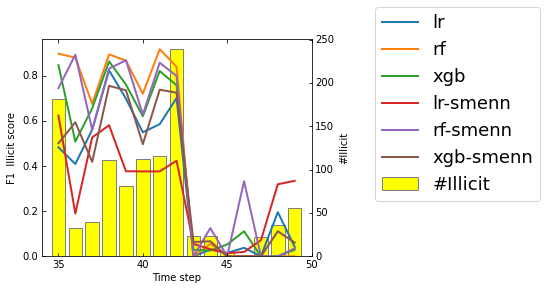 lr
rf
xgb
lr-smenn
rf-smenn
xgb-smenn
#Illicit
F1 Illicit score
0.8
0.6
0.4
0.2
0.0
250
200
150
100
50
0
#Illicit
35 40 45 50
Time step